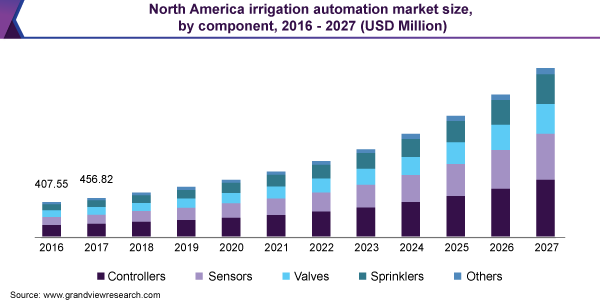 North America irrigation automation market size,
by component, 2016 - 2027 (USD Million)
407.55
456.82
2016 2017 2018 2019 2020 2021 2022 2023 2024 2025 2026 2027
Controllers Sensors Valves Sprinklers Others
Source: www.grandviewresearch.com